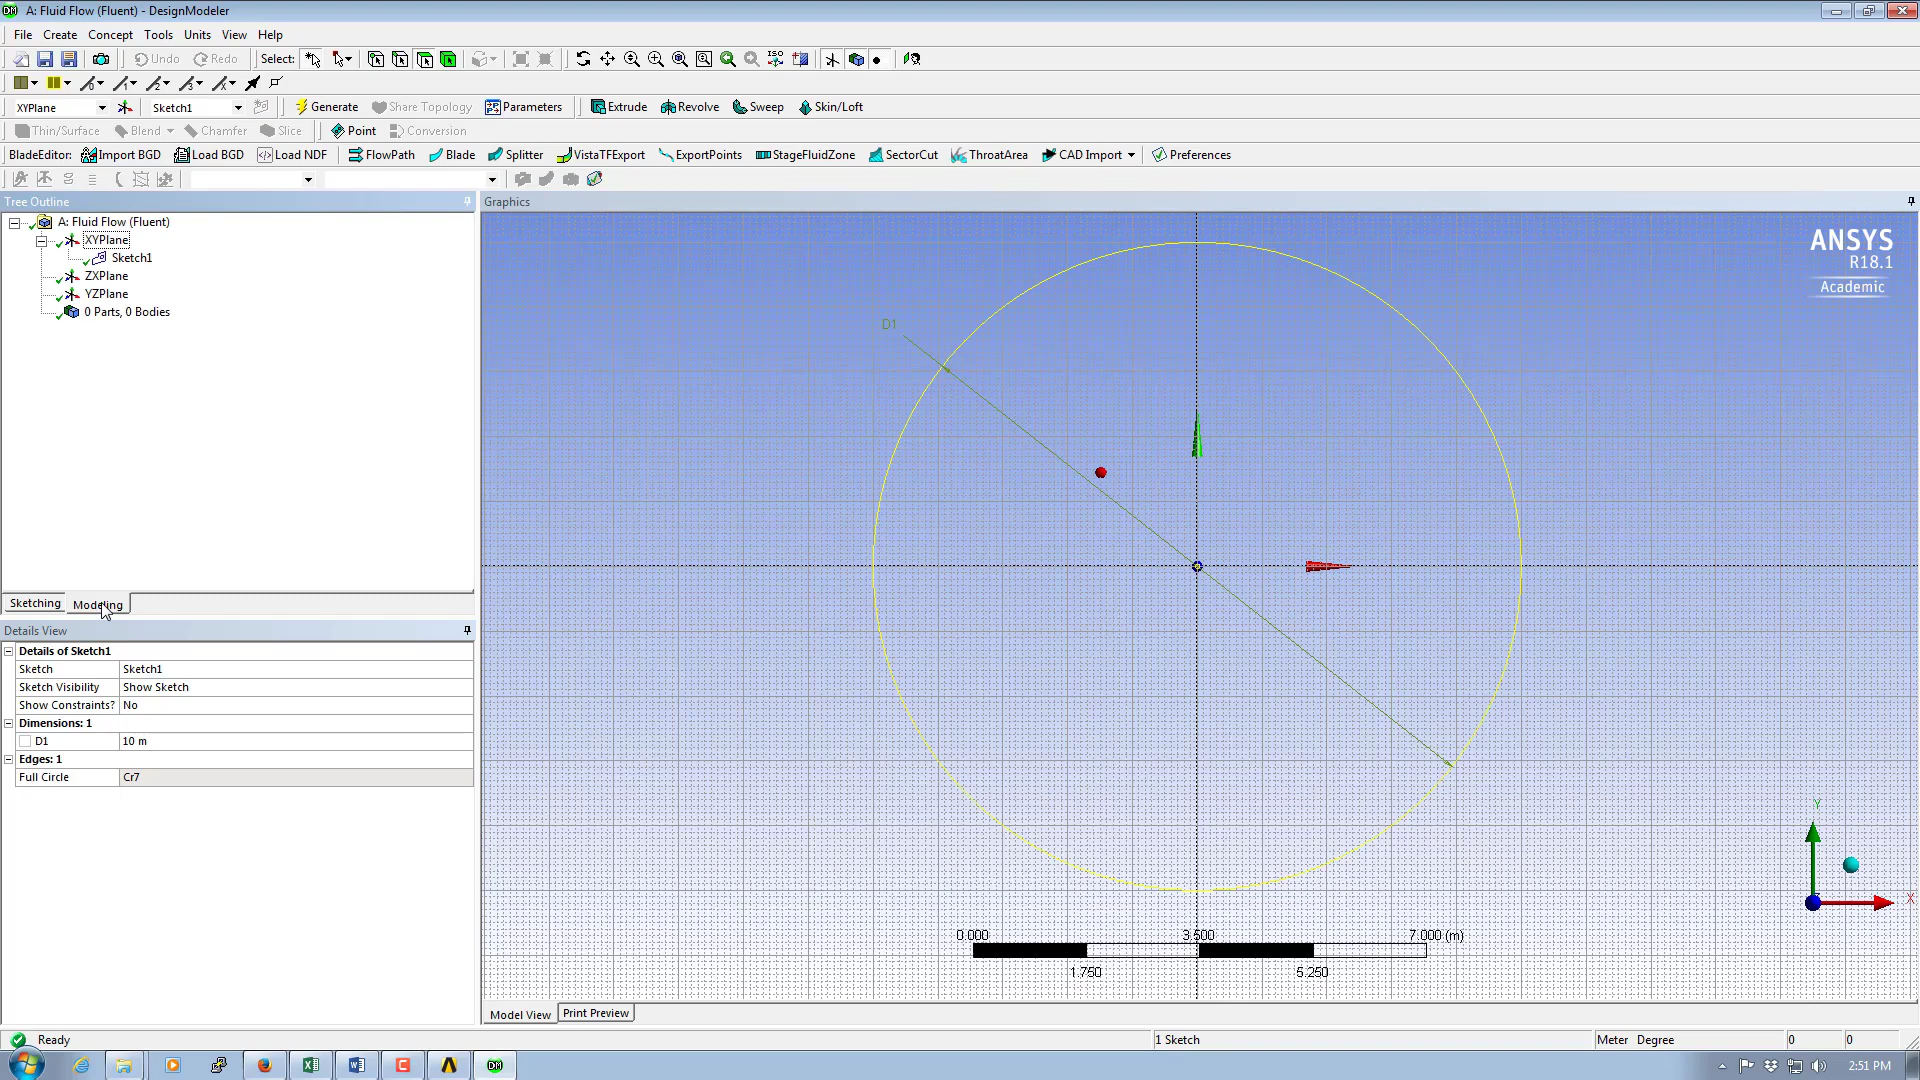 A: Fluid Flow (Fluent) - DesignModeler
File Create Concept Tools Units View Help
Undo Redo Select: ISO
XYPlane Sketch1 Generate Share Topology Parameters Extrude Revolve Sweep Skin/Loft
Thin/Surface Blend Chamfer Slice Point Conversion
BladeEditor: Import BGD Load BGD Load NDF FlowPath Blade Splitter VistaTFExport ExportPoints StageFluidZone SectorCut ThroatArea CAD Import Preferences
Tree Outline
A: Fluid Flow (Fluent)
XYPlane
Sketch1
ZXPlane
YZPlane
0 Parts, 0 Bodies
Sketching Modeling
Details View
Details of Sketch1
Sketch Sketch1
Sketch Visibility Show Sketch
Show Constraints? No
Dimensions: 1
D1 10 m
Edges: 1
Full Circle Cr7
Graphics
ANSYS
R18.1
Academic
D1
Y
X
0.000 3.500 7.000 (m)
1.750 5.250
Model View Print Preview
Ready 1 Sketch Meter Degree 0 0
2:51 PM